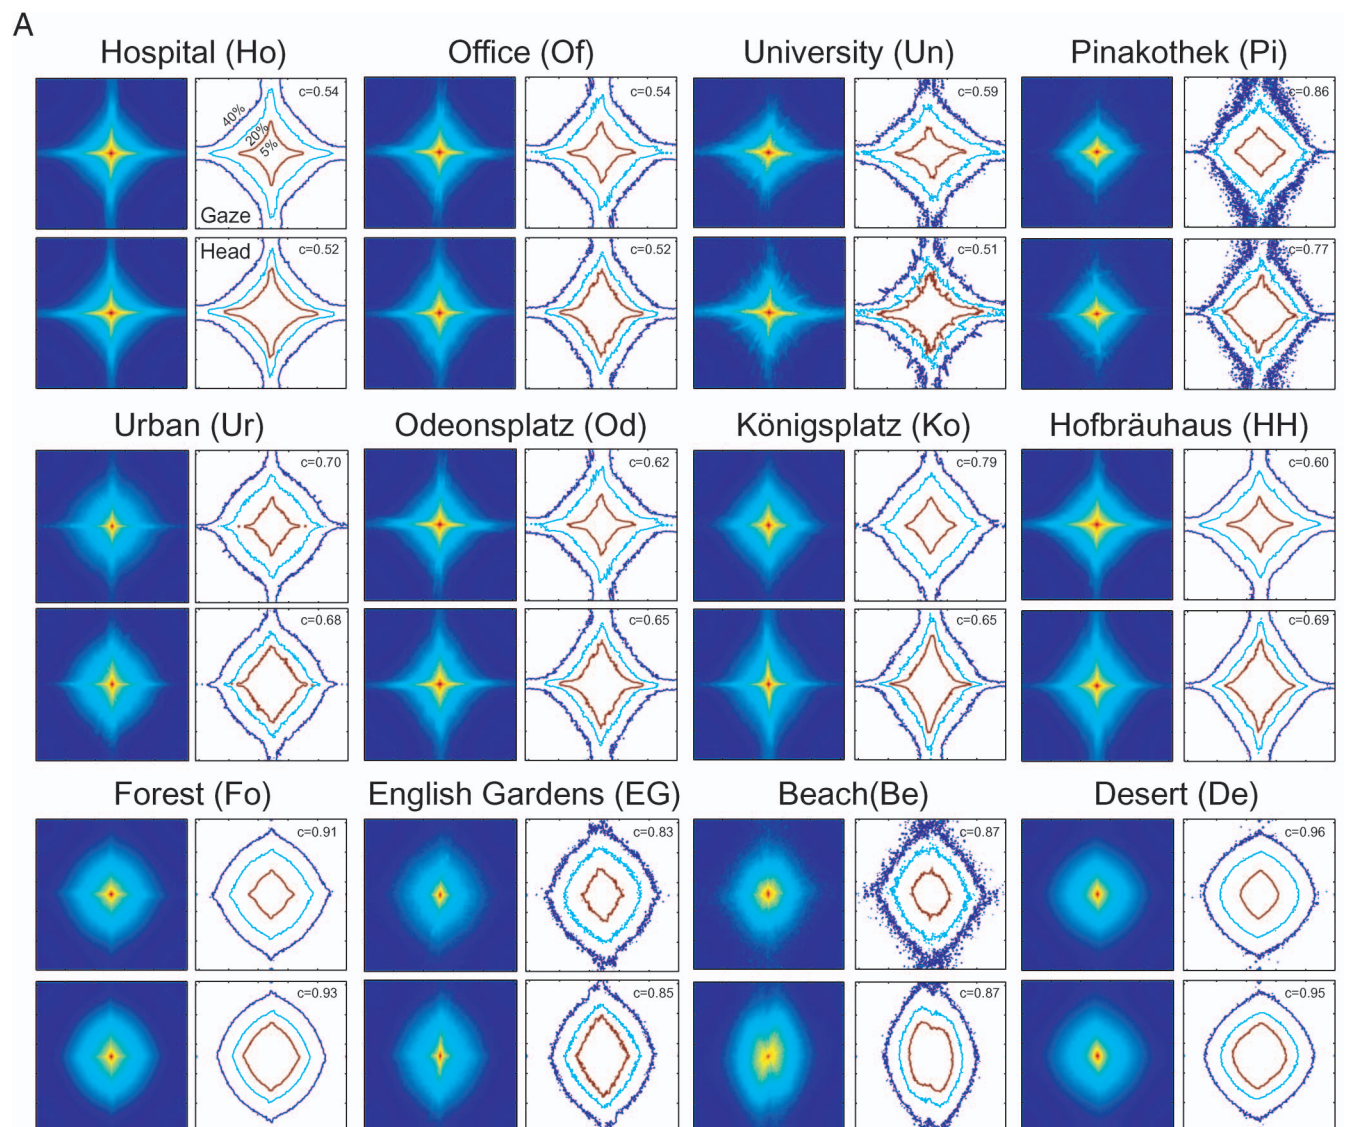 A
Hospital (Ho) Office (Of) University (Un) Pinakothek (Pi)
40% 20% 5% c=0.54 c=0.54 c=0.59 c=0.86
Gaze
Head c=0.52 c=0.52 c=0.51 c=0.77
Urban (Ur) Odeonsplatz (Od) Königsplatz (Ko) Hofbräuhaus (HH)
c=0.70 c=0.62 c=0.79 c=0.60
c=0.68 c=0.65 c=0.65 c=0.69
Forest (Fo) English Gardens (EG) Beach(Be) Desert (De)
c=0.91 c=0.83 c=0.87 c=0.96
c=0.93 c=0.85 c=0.87 c=0.95